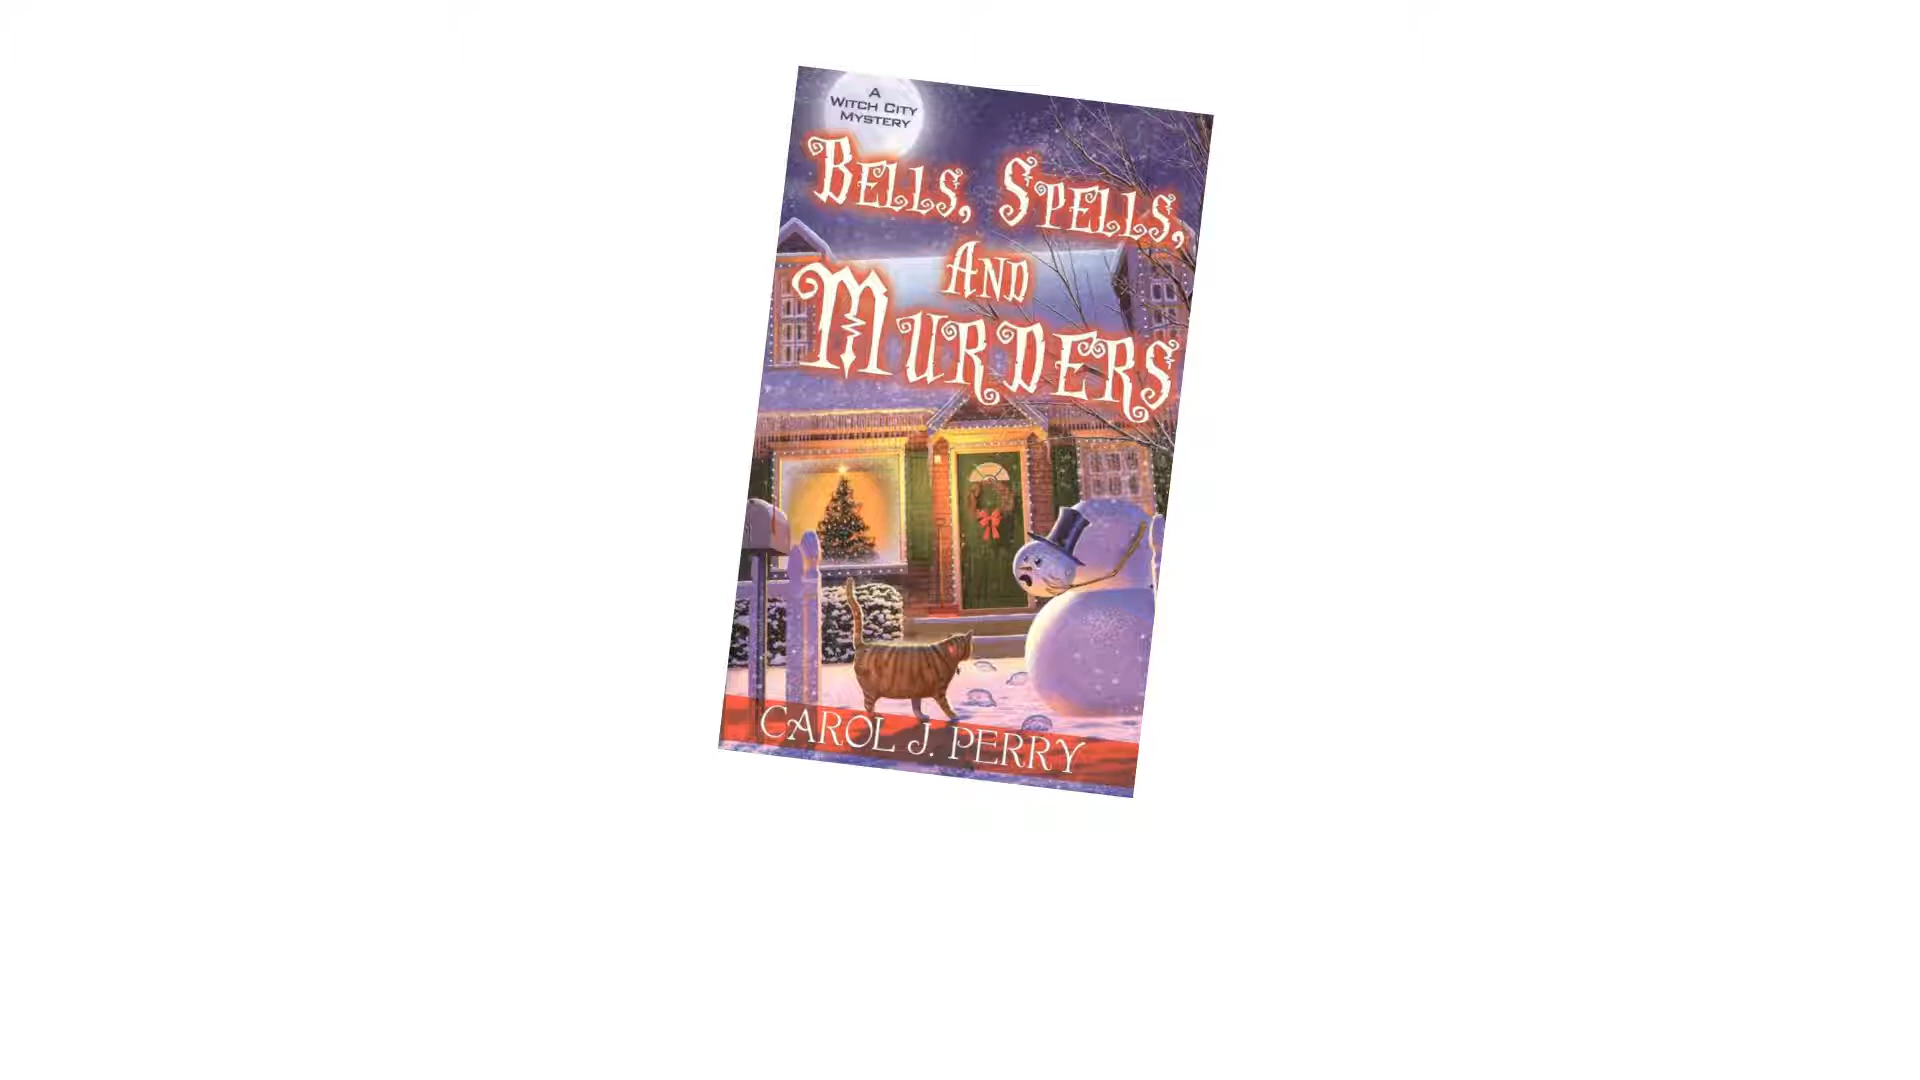 A
WITCH CITY
MYSTERY
BELLS, SPELLS,
AND
MURDERS
CAROL J. PERRY